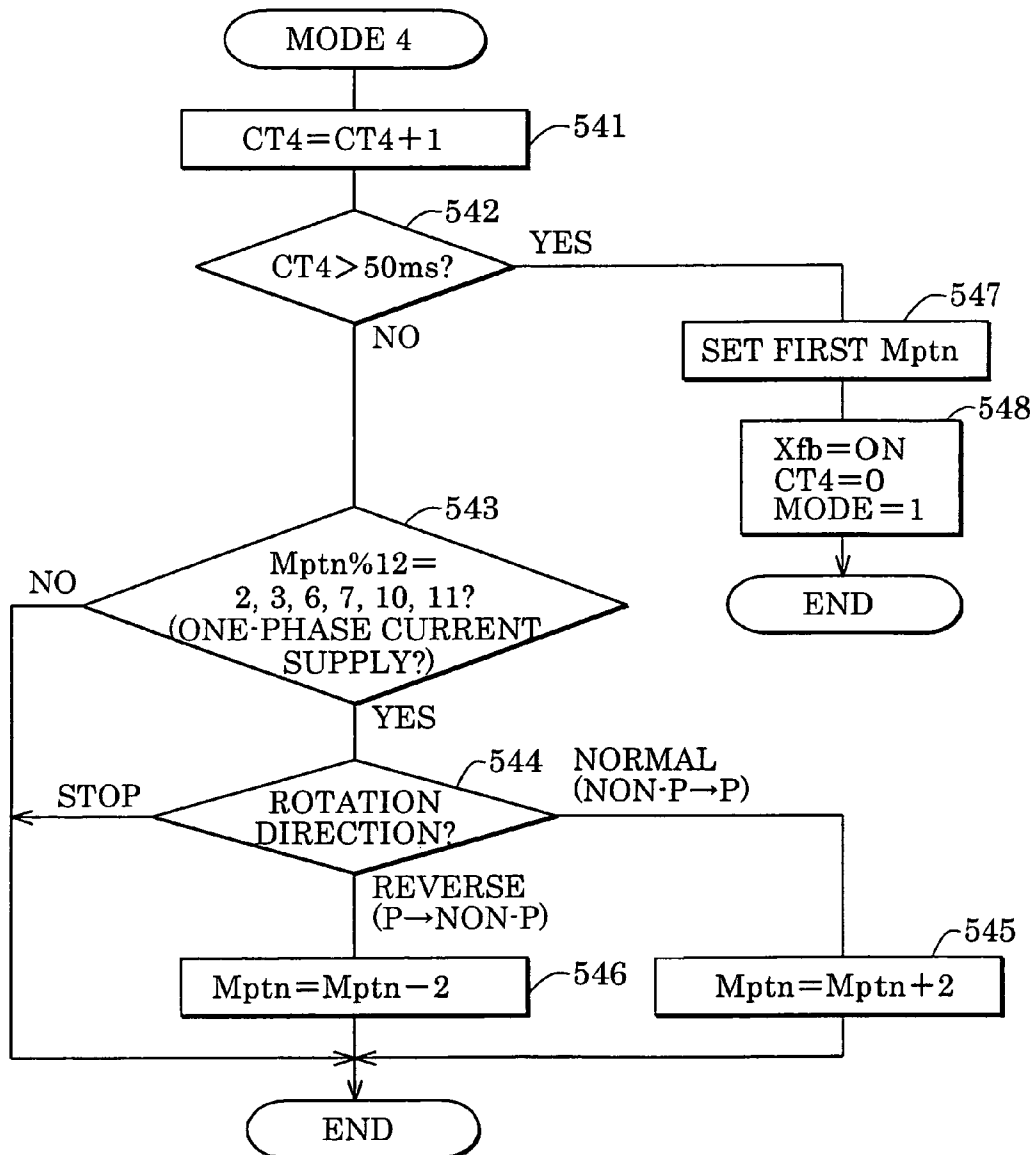 MODE 4
CT4=CT4+1
541
542
CT4>50ms?
YES
NO
547
SET FIRST Mptn
548
Xfb=ON
CT4=0
MODE=1
END
543
NO
Mptn%12=
2, 3, 6, 7, 10, 11?
(ONE-PHASE CURRENT
SUPPLY?)
YES
544
STOP
ROTATION
DIRECTION?
NORMAL
(NON-P→P)
REVERSE
(P→NON-P)
545
Mptn=Mptn-2
546
Mptn=Mptn+2
END